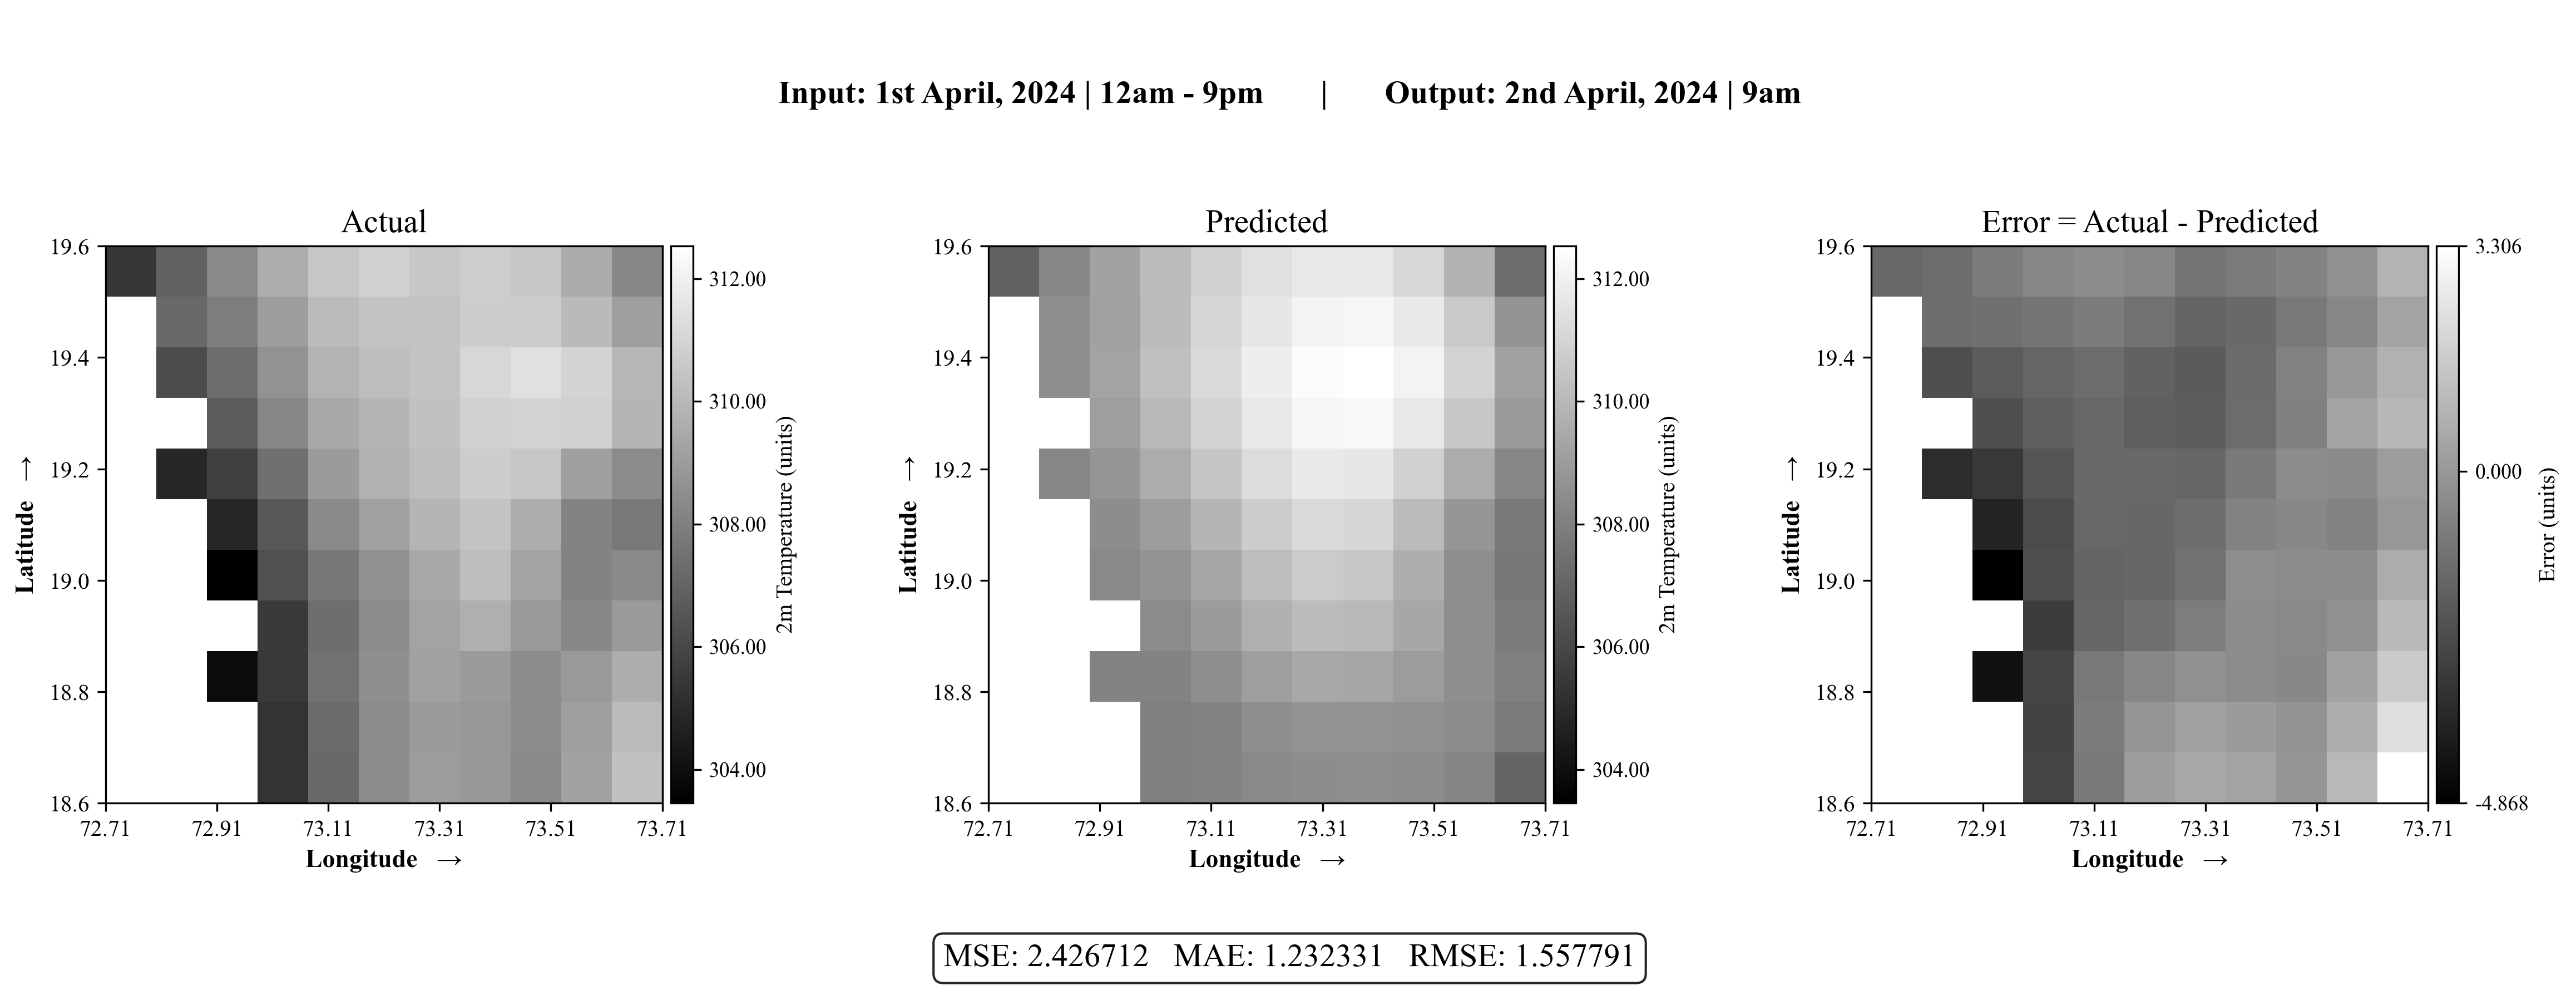 Input: 1st April, 2024 | 12am - 9pm | Output: 2nd April, 2024 | 9am
Actual
19.6
19.4
19.2
19.0
18.8
18.6
Latitude →
72.71 72.91 73.11 73.31 73.51 73.71
Longitude →
312.00
310.00
308.00
306.00
304.00
2m Temperature (units)
Predicted
19.6
19.4
19.2
19.0
18.8
18.6
Latitude →
72.71 72.91 73.11 73.31 73.51 73.71
Longitude →
312.00
310.00
308.00
306.00
304.00
2m Temperature (units)
Error = Actual - Predicted
19.6
19.4
19.2
19.0
18.8
18.6
Latitude →
72.71 72.91 73.11 73.31 73.51 73.71
Longitude →
3.306
0.000
-4.868
Error (units)
MSE: 2.426712 MAE: 1.232331 RMSE: 1.557791